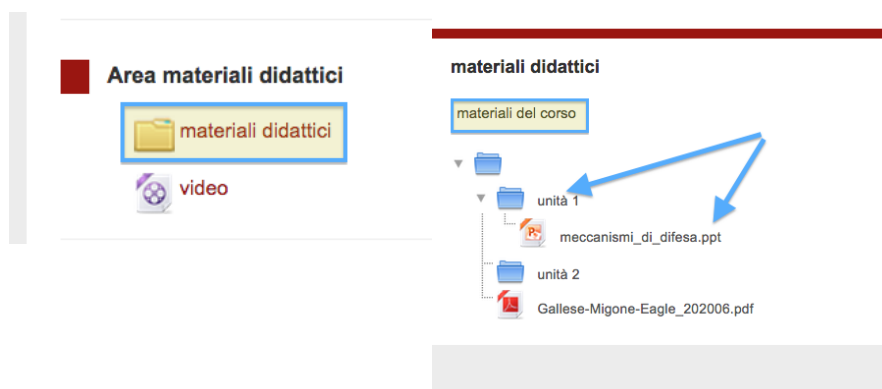 Area materiali didattici
materiali didattici
video
materiali didattici
materiali del corso
unità 1
meccanismi_di_difesa.ppt
unità 2
Gallese-Migone-Eagle_202006.pdf